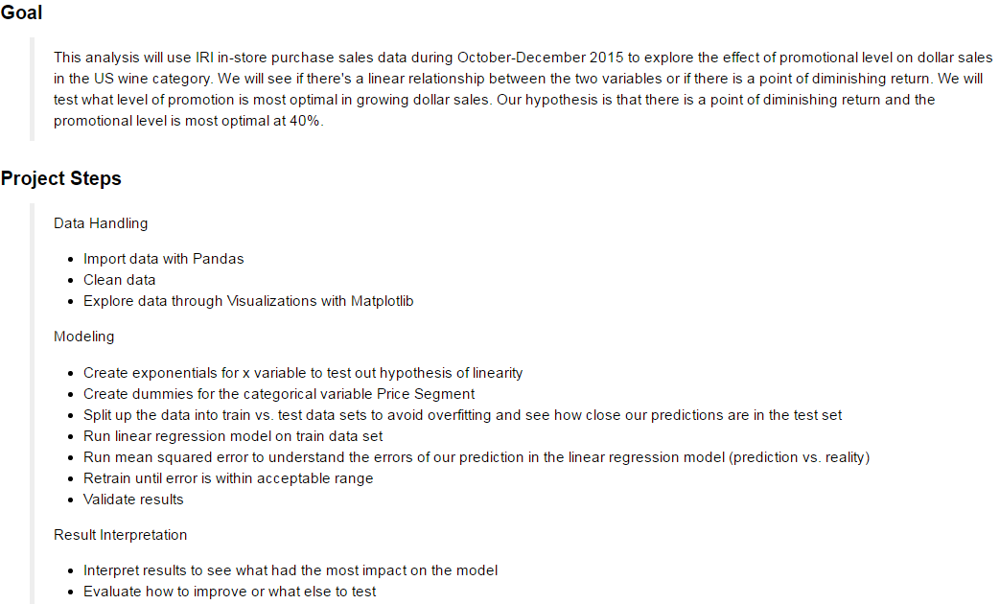 Goal
This analysis will use IRI in-store purchase sales data during October-December 2015 to explore the effect of promotional level on dollar sales
in the US wine category. We will see if there's a linear relationship between the two variables or if there is a point of diminishing return. We will
test what level of promotion is most optimal in growing dollar sales. Our hypothesis is that there is a point of diminishing return and the
promotional level is most optimal at 40%.
Project Steps
Data Handling
• Import data with Pandas
• Clean data
• Explore data through Visualizations with Matplotlib
Modeling
• Create exponentials for x variable to test out hypothesis of linearity
• Create dummies for the categorical variable Price Segment
• Split up the data into train vs. test data sets to avoid overfitting and see how close our predictions are in the test set
• Run linear regression model on train data set
• Run mean squared error to understand the errors of our prediction in the linear regression model (prediction vs. reality)
• Retrain until error is within acceptable range
• Validate results
Result Interpretation
• Interpret results to see what had the most impact on the model
• Evaluate how to improve or what else to test